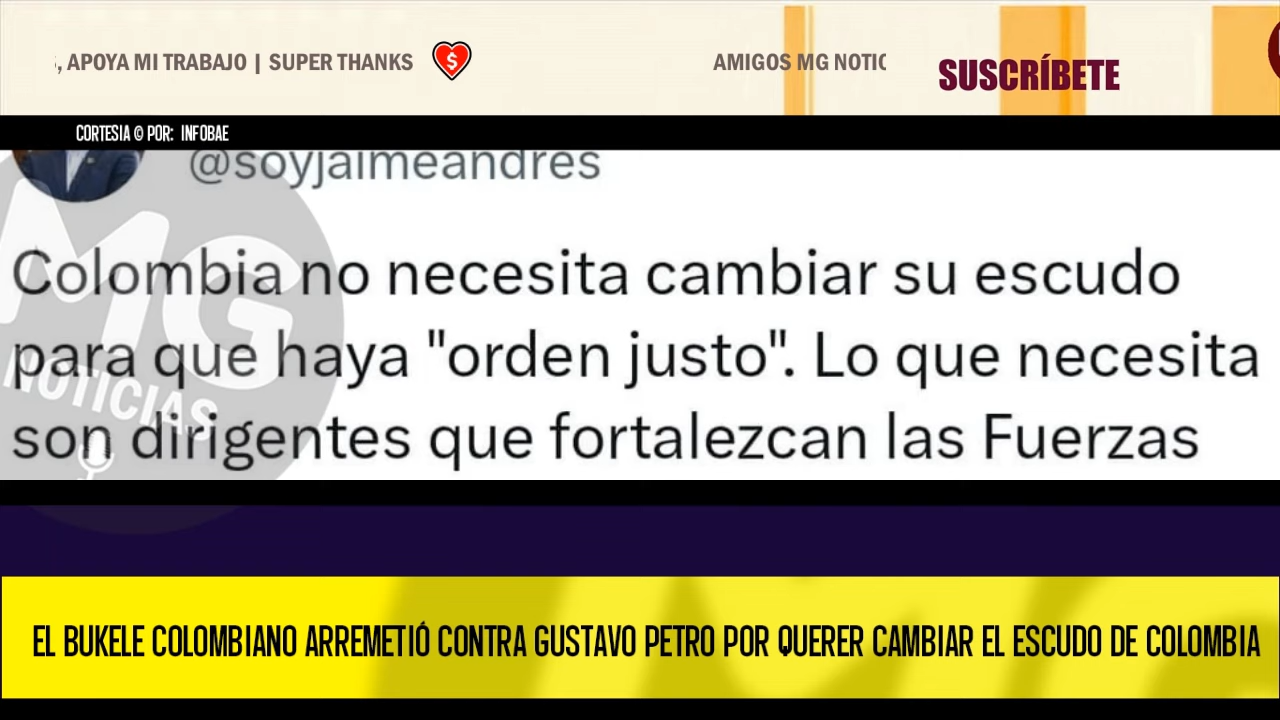 , APOYA MI TRABAJO | SUPER THANKS
$
AMIGOS MG NOTIC
SUSCRÍBETE
CORTESIA © POR: INFOBAE
@soyjaimeandres
Colombia no necesita cambiar su escudo
para que haya "orden justo". Lo que necesita
son dirigentes que fortalezcan las Fuerzas
MG
NOTICIAS
EL BUKELE COLOMBIANO ARREMETIÓ CONTRA GUSTAVO PETRO POR QUERER CAMBIAR EL ESCUDO DE COLOMBIA